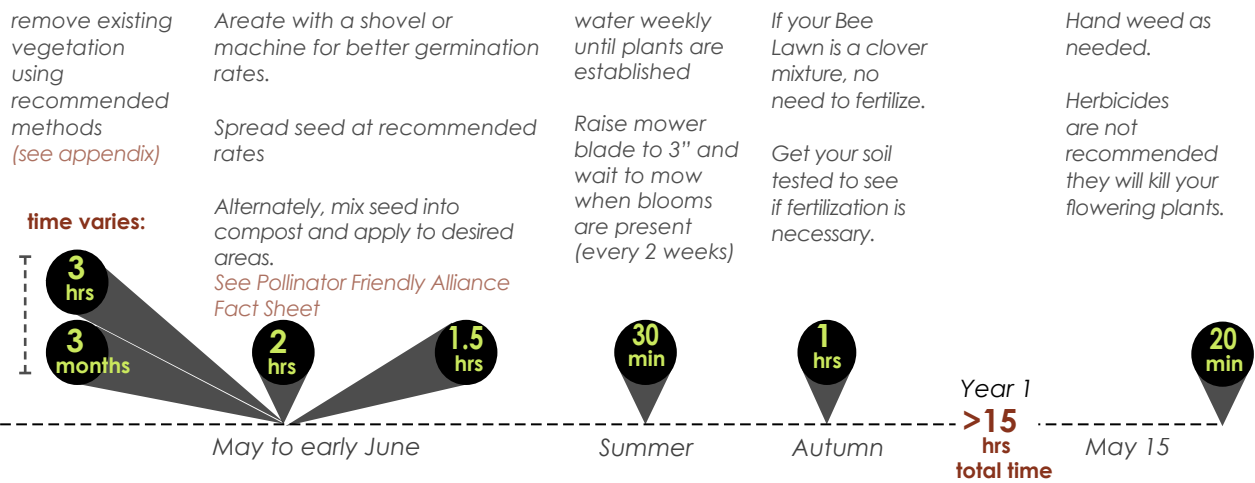 remove existing
vegetation
using
recommended
methods
(see appendix)
time varies:
3
hrs
3
months
Areate with a shovel or
machine for better germination
rates.
Spread seed at recommended
rates
Alternately, mix seed into
compost and apply to desired
areas.
See Pollinator Friendly Alliance
Fact Sheet
2
hrs
1.5
hrs
May to early June
water weekly
until plants are
established
Raise mower
blade to 3” and
wait to mow
when blooms
are present
(every 2 weeks)
30
min
Summer
If your Bee
Lawn is a clover
mixture, no
need to fertilize.
Get your soil
tested to see
if fertilization is
necessary.
1
hrs
Autumn
Year 1
>15
hrs
total time
Hand weed as
needed.
Herbicides
are not
recommended
they will kill your
flowering plants.
20
min
May 15